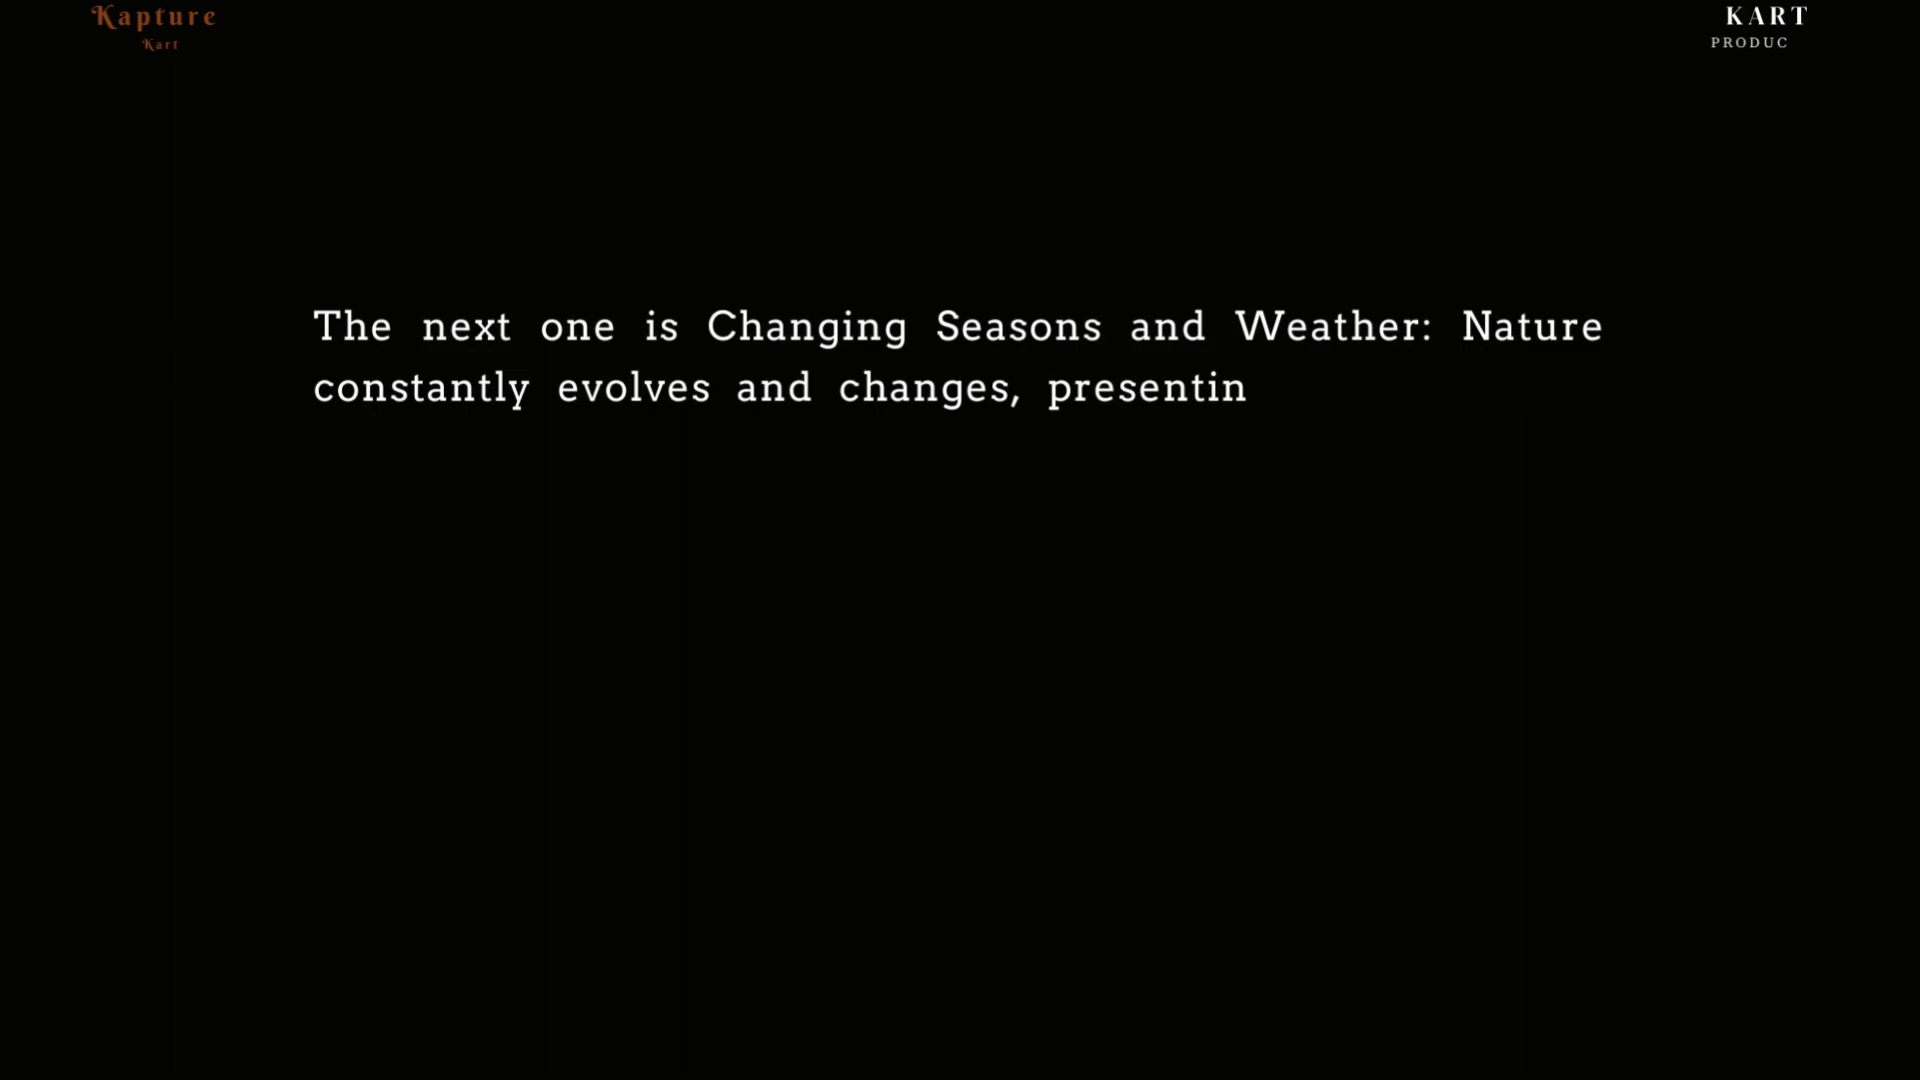 Kapture
Kart
KART
PRODUC
The next one is Changing Seasons and Weather: Nature
constantly evolves and changes, presentin